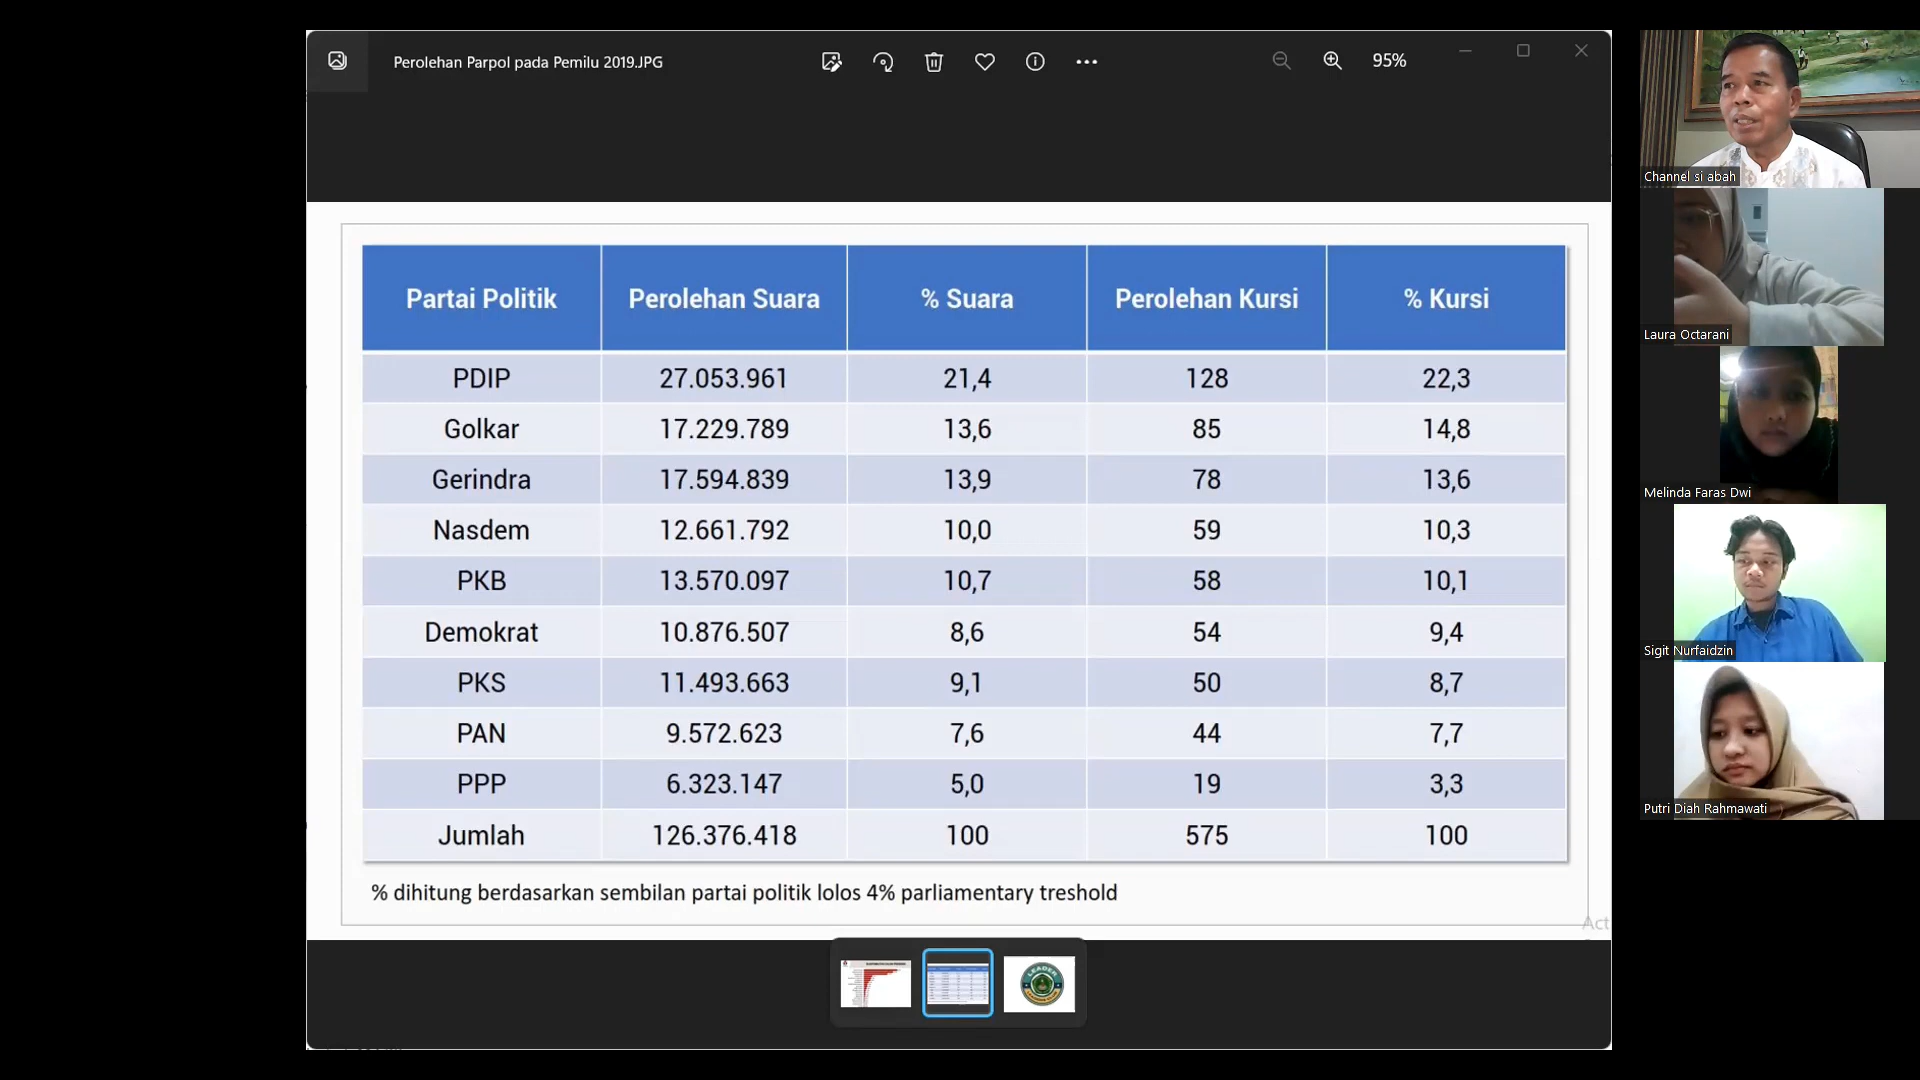 Perolehan Parpol pada Pemilu 2019.JPG
95%
Partai Politik Perolehan Suara % Suara Perolehan Kursi % Kursi
PDIP 27.053.961 21,4 128 22,3
Golkar 17.229.789 13,6 85 14,8
Gerindra 17.594.839 13,9 78 13,6
Nasdem 12.661.792 10,0 59 10,3
PKB 13.570.097 10,7 58 10,1
Demokrat 10.876.507 8,6 54 9,4
PKS 11.493.663 9,1 50 8,7
PAN 9.572.623 7,6 44 7,7
PPP 6.323.147 5,0 19 3,3
Jumlah 126.376.418 100 575 100
% dihitung berdasarkan sembilan partai politik lolos 4% parliamentary treshold
Act
LEADER
Channel si abah
Laura Octarani
Melinda Faras Dwi
Sigit Nurfaidzin
Putri Diah Rahmawati